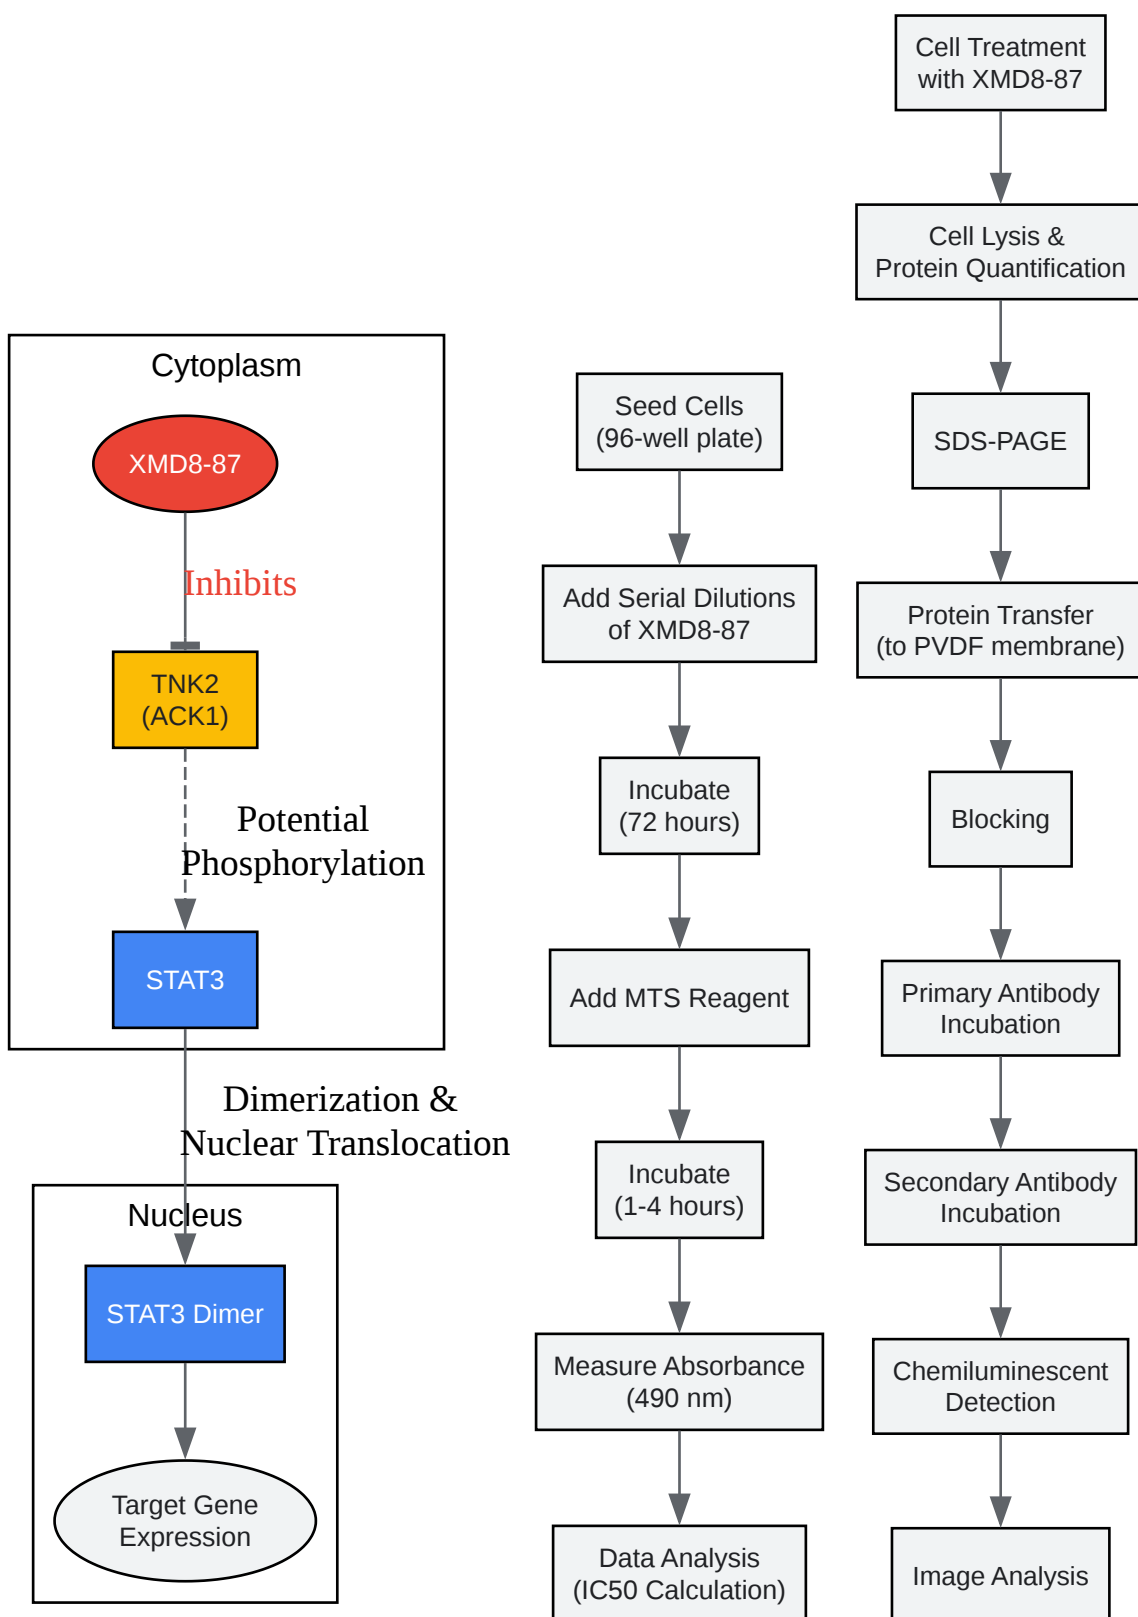 Cytoplasm
XMD8-87
Inhibits
TNK2
(ACK1)
Potential
Phosphorylation
STAT3
Dimerization &
Nuclear Translocation
Nucleus
STAT3 Dimer
Target Gene
Expression
Seed Cells
(96-well plate)
Add Serial Dilutions
of XMD8-87
Incubate
(72 hours)
Add MTS Reagent
Incubate
(1-4 hours)
Measure Absorbance
(490 nm)
Data Analysis
(IC50 Calculation)
Cell Treatment
with XMD8-87
Cell Lysis &
Protein Quantification
SDS-PAGE
Protein Transfer
(to PVDF membrane)
Blocking
Primary Antibody
Incubation
Secondary Antibody
Incubation
Chemiluminescent
Detection
Image Analysis